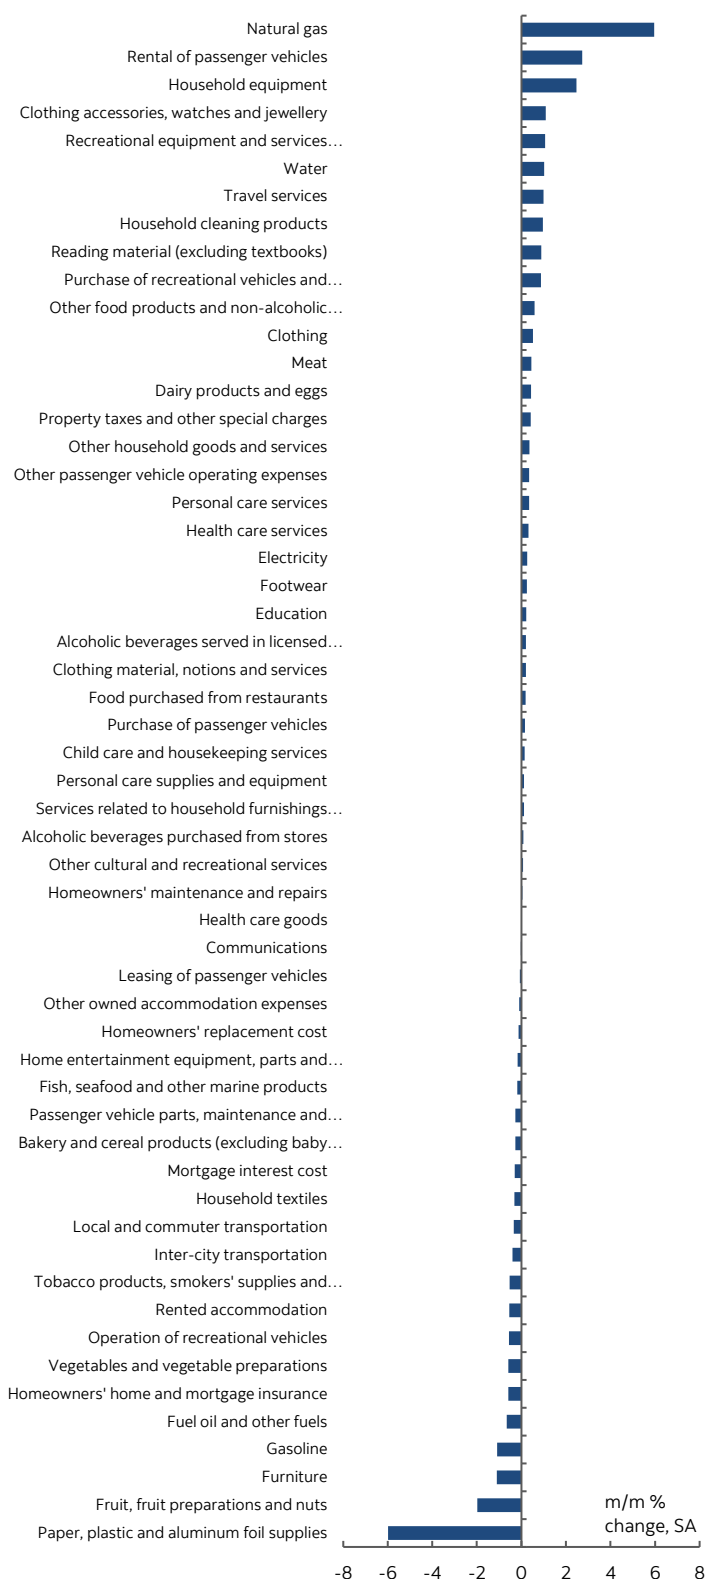 Natural gas
Rental of passenger vehicles
Household equipment
Clothing accessories, watches and jewellery
Recreational equipment and services…
Water
Travel services
Household cleaning products
Reading material (excluding textbooks)
Purchase of recreational vehicles and…
Other food products and non-alcoholic…
Clothing
Meat
Dairy products and eggs
Property taxes and other special charges
Other household goods and services
Other passenger vehicle operating expenses
Personal care services
Health care services
Electricity
Footwear
Education
Alcoholic beverages served in licensed…
Clothing material, notions and services
Food purchased from restaurants
Purchase of passenger vehicles
Child care and housekeeping services
Personal care supplies and equipment
Services related to household furnishings…
Alcoholic beverages purchased from stores
Other cultural and recreational services
Homeowners' maintenance and repairs
Health care goods
Communications
Leasing of passenger vehicles
Other owned accommodation expenses
Homeowners' replacement cost
Home entertainment equipment, parts and…
Fish, seafood and other marine products
Passenger vehicle parts, maintenance and…
Bakery and cereal products (excluding baby…
Mortgage interest cost
Household textiles
Local and commuter transportation
Inter-city transportation
Tobacco products, smokers' supplies and…
Rented accommodation
Operation of recreational vehicles
Vegetables and vegetable preparations
Homeowners' home and mortgage insurance
Fuel oil and other fuels
Gasoline
Furniture
Fruit, fruit preparations and nuts
Paper, plastic and aluminum foil supplies
m/m %
change, SA
-8 -6 -4 -2 0 2 4 6 8